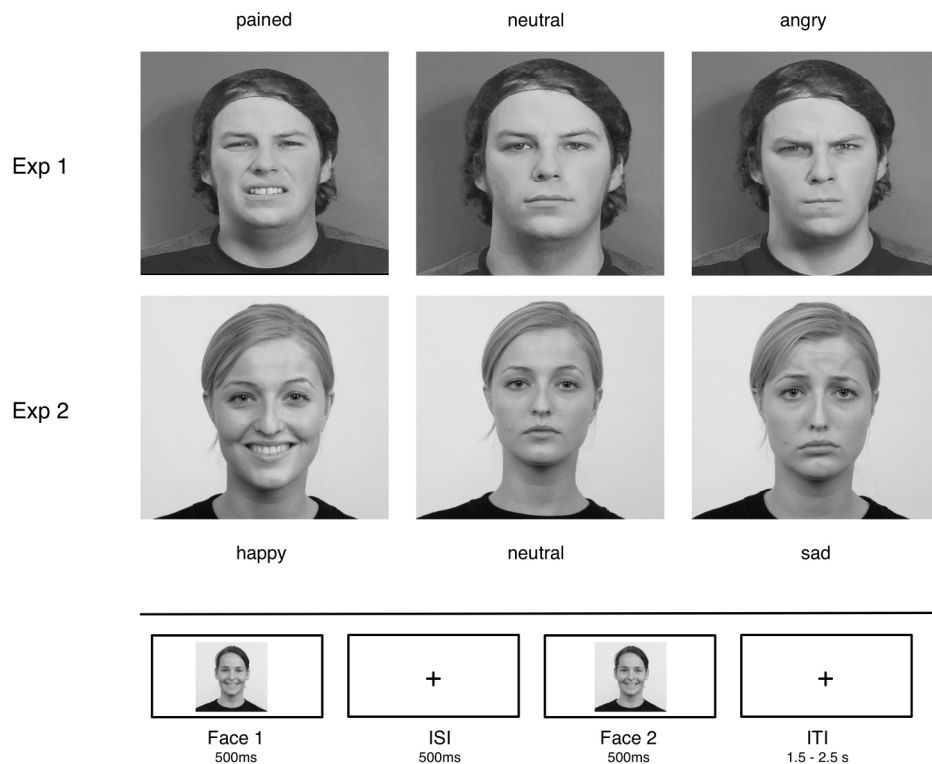 pained neutral angry
Exp 1
Exp 2
happy neutral sad
+ +
Face 1 ISI Face 2 ITI
500ms 500ms 500ms 1.5 - 2.5 s